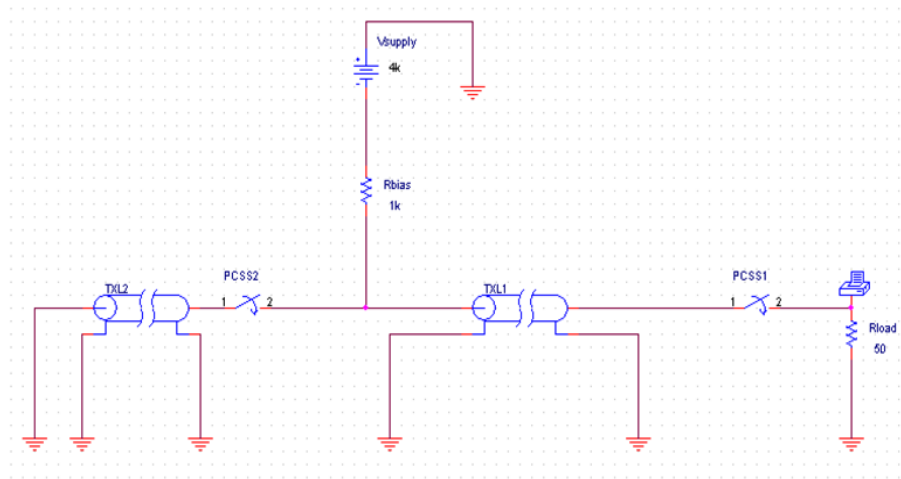 Vsupply
+
4k
-
Rbias
1k
PCSS2
PCSS1
TXL2
TXL1
1
2
1
2
Rload
50